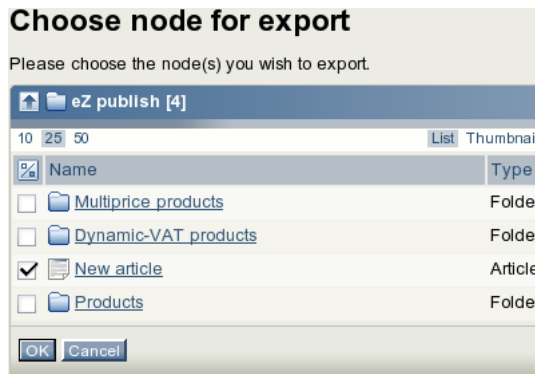 Choose node for export
Please choose the node(s) you wish to export.
eZ publish [4]
10 25 50 List Thumbnai
Name Type
Multiprice products Folde
Dynamic-VAT products Folde
New article Article
Products Folde
OK Cancel